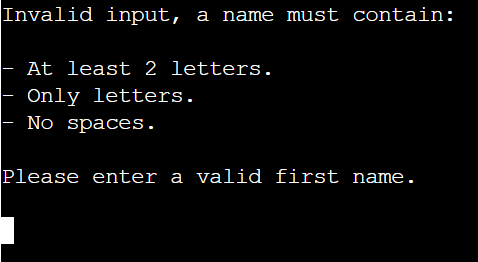 Invalid input, a name must contain:
- At least 2 letters.
- Only letters.
- No spaces.
Please enter a valid first name.